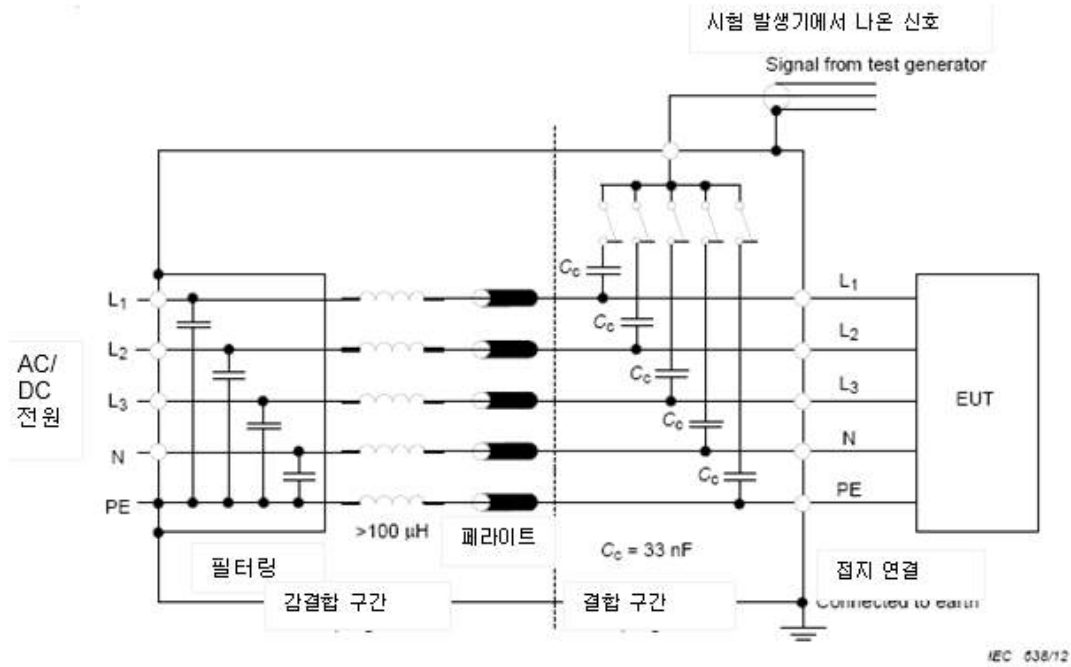 시험 발생기에서 나온 신호
Signal from test generator
AC/
DC
전원
L1
L2
L3
N
PE
Cc
Cc
Cc
Cc
Cc
L1
L2
L3
N
PE
EUT
>100 μH
페라이트
Cc = 33 nF
필터링
감결합 구간
결합 구간
접지 연결
Connected to earth
IEC 638/12